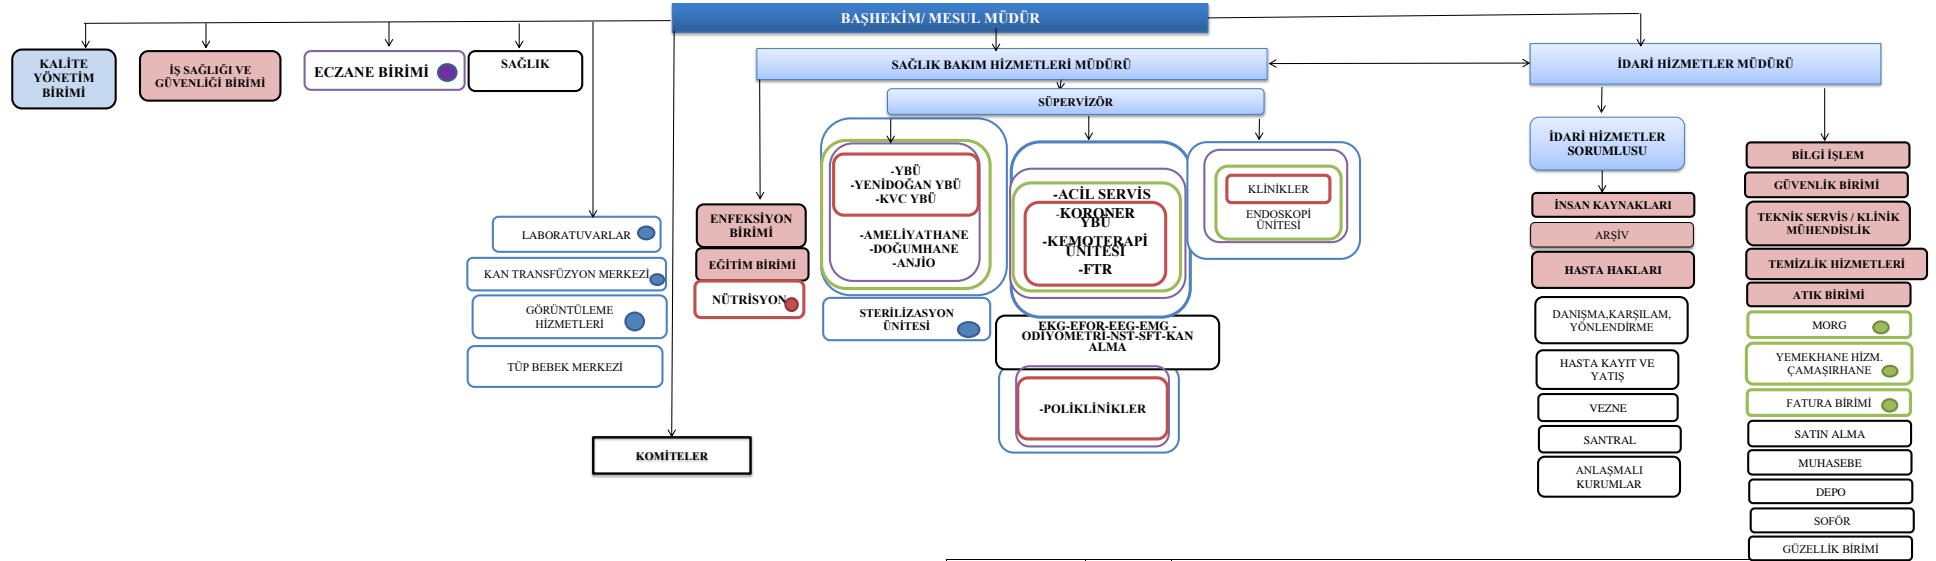 BAŞHEKİM/ MESUL MÜDÜR
KALİTE
YÖNETİM
BİRİMİ
İŞ SAĞLIĞI VE
GÜVENLİĞİ BİRİMİ
ECZANE BİRİMİ
SAĞLIK
SAĞLIK BAKIM HİZMETLERİ MÜDÜRÜ
İDARİ HİZMETLER MÜDÜRÜ
SÜPERVİZÖR
LABORATUVARLAR
KAN TRANSFÜZYON MERKEZİ
GÖRÜNTÜLEME
HİZMETLERİ
TÜP BEBEK MERKEZİ
KOMİTELER
ENFEKSİYON
BİRİMİ
EĞİTİM BİRİMİ
NÜTRİSYON
-YBÜ
-YENİDOĞAN YBÜ
-KVC YBÜ
-AMELİYATHANE
-DOĞUMHANE
-ANJİO
STERILIZASYON
ÜNİTESİ
-ACİL SERVİS
-KORONER
YBÜ
-KEMOTERAPİ
ÜNİTESİ
-FTR
EKG-EFOR-EEG-EMG -
ODİYOMETRİ-NST-SFT-KAN
ALMA
-POLİKLİNİKLER
KLİNİKLER
ENDOSKOPİ
ÜNİTESİ
İDARİ HİZMETLER
SORUMLUSU
İNSAN KAYNAKLARI
ARŞİV
HASTA HAKLARI
DANIŞMA,KARŞILAM,
YÖNLENDİRME
HASTA KAYIT VE
YATIŞ
VEZNE
SANTRAL
ANLAŞMALI
KURUMLAR
BİLGİ İŞLEM
GÜVENLİK BİRİMİ
TEKNİK SERVİS / KLİNİK
MÜHENDİSLİK
TEMİZLİK HİZMETLERİ
ATIK BİRİMİ
MORG
YEMEKHANE HİZM.
ÇAMAŞIRHANE
FATURA BİRİMİ
SATIN ALMA
MUHASEBE
DEPO
SOFÖR
GÜZELLİK BİRİMİ